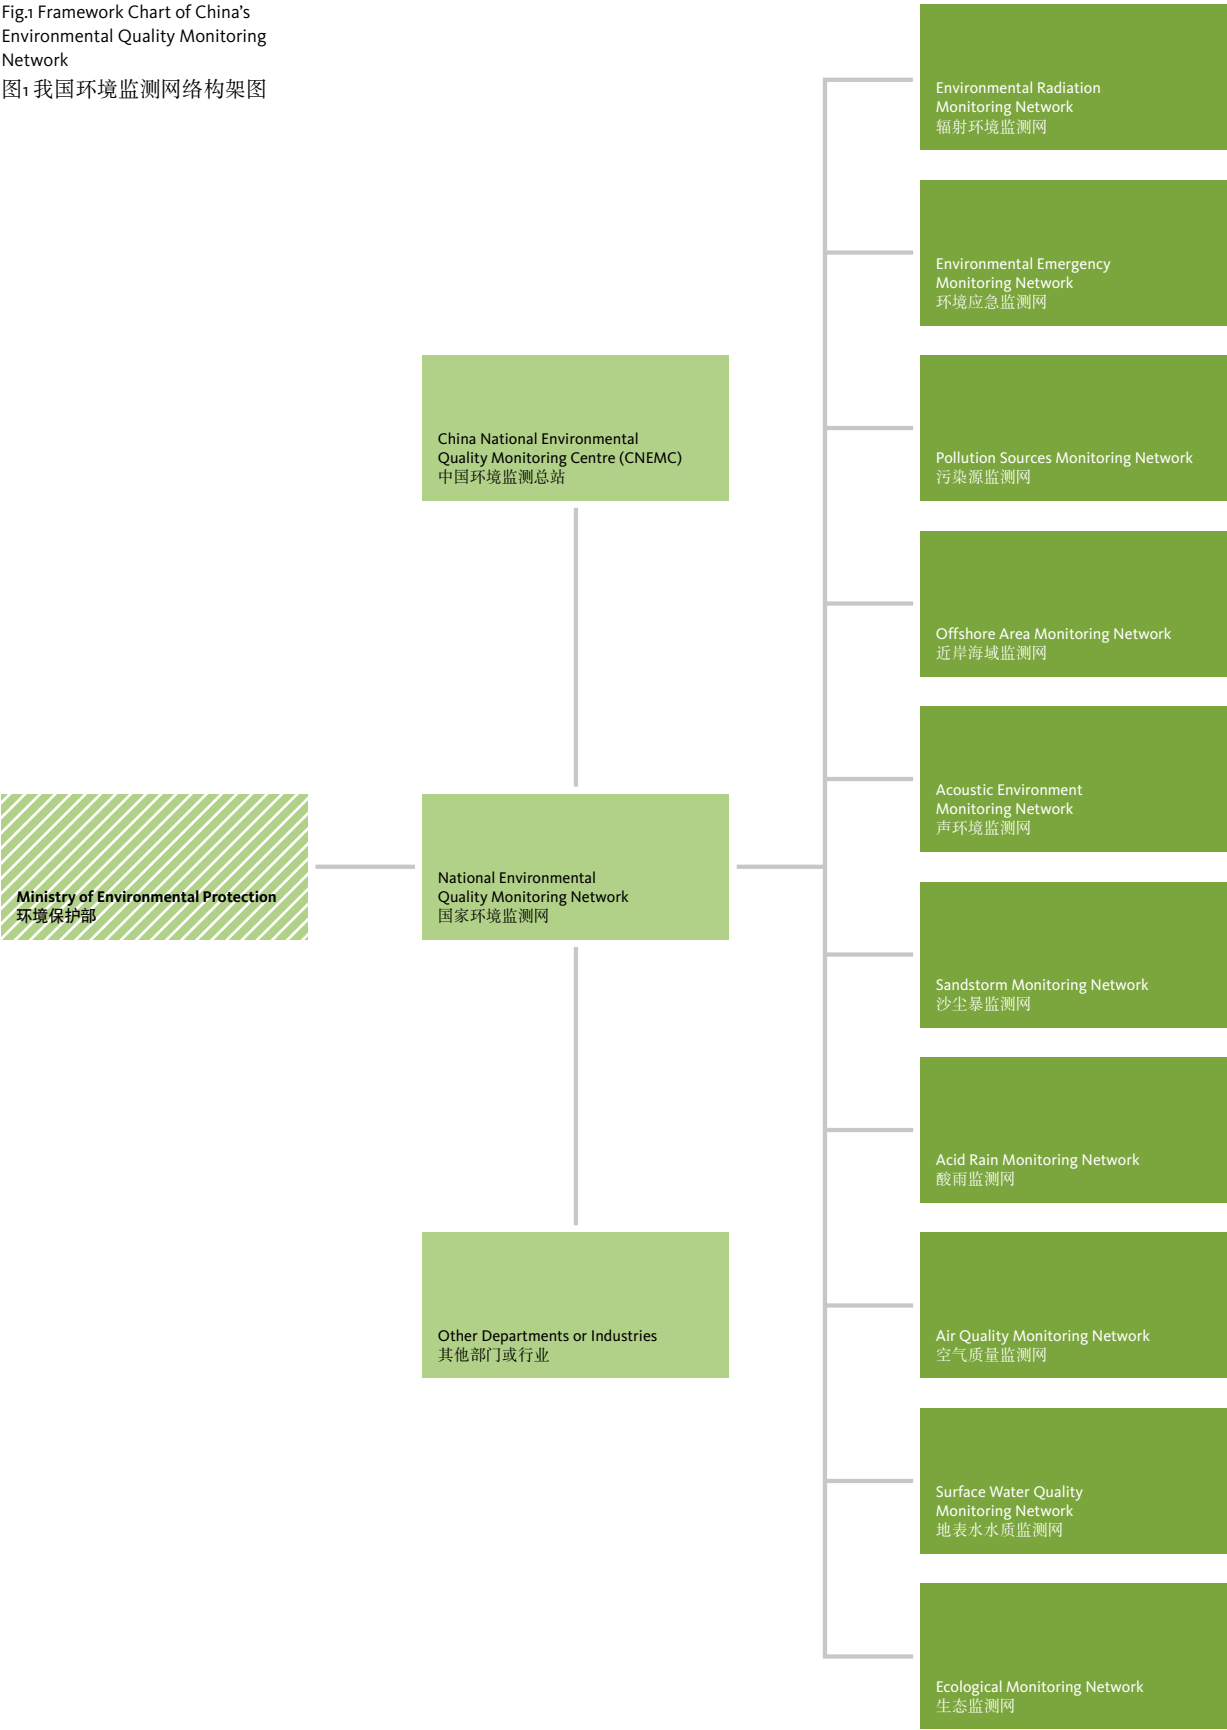 Fig.1 Framework Chart of China's
Environmental Quality Monitoring
Network
图1 我国环境监测网络构架图
Environmental Radiation
Monitoring Network
辐射环境监测网
Environmental Emergency
Monitoring Network
环境应急监测网
China National Environmental
Quality Monitoring Centre (CNEMC)
中国环境监测总站
Pollution Sources Monitoring Network
污染源监测网
Offshore Area Monitoring Network
近岸海域监测网
Acoustic Environment
Monitoring Network
声环境监测网
Ministry of Environmental Protection
环境保护部
National Environmental
Quality Monitoring Network
国家环境监测网
Sandstorm Monitoring Network
沙尘暴监测网
Acid Rain Monitoring Network
酸雨监测网
Other Departments or Industries
其他部门或行业
Air Quality Monitoring Network
空气质量监测网
Surface Water Quality
Monitoring Network
地表水水质监测网
Ecological Monitoring Network
生态监测网